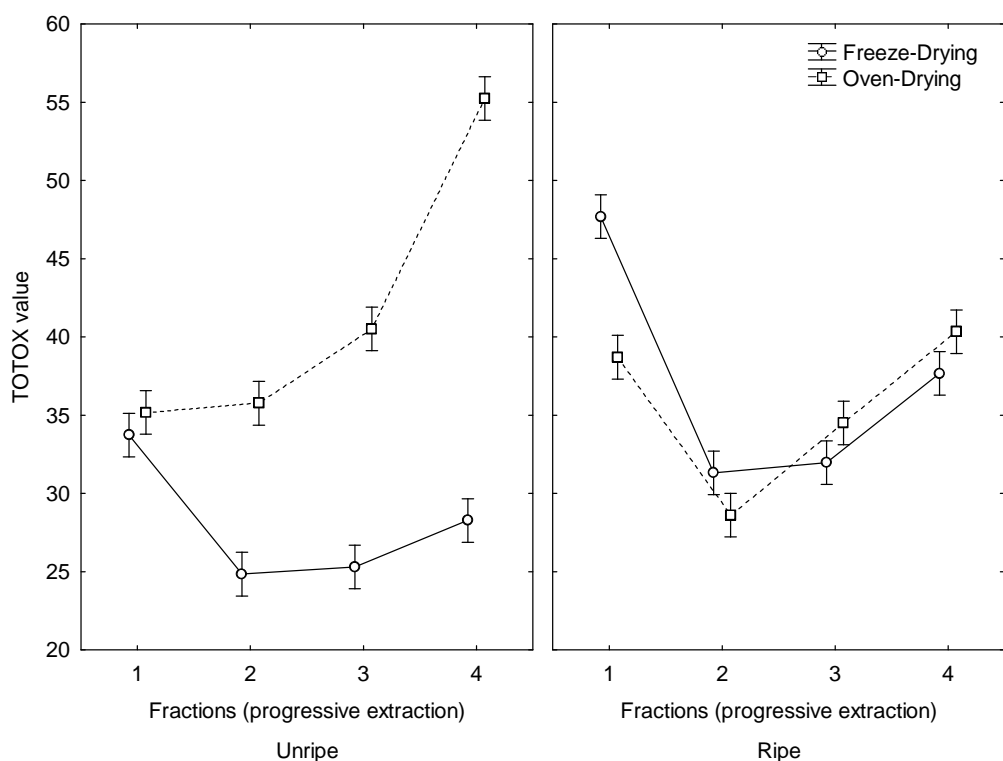 TOTOX value
60
55
50
45
40
35
30
25
20
1 2 3 4
Fractions (progressive extraction)
Unripe
Freeze-Drying
Oven-Drying
1 2 3 4
Fractions (progressive extraction)
Ripe